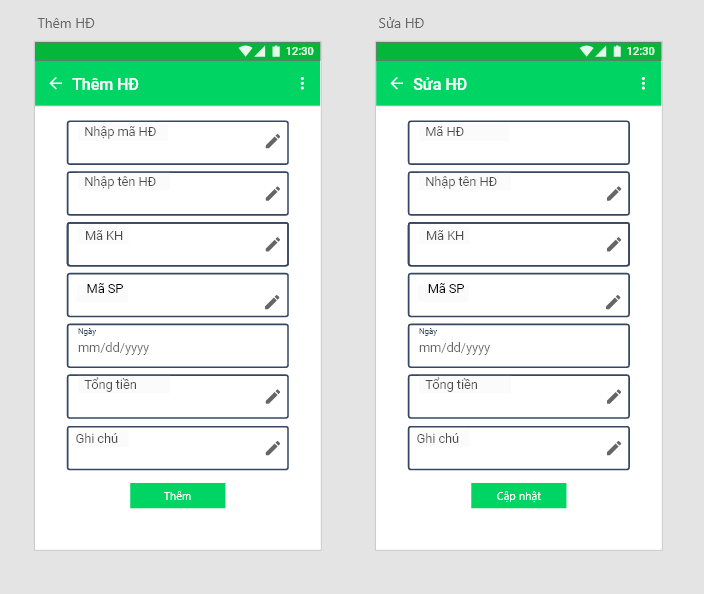 Thêm HĐ
12:30
Thêm HĐ
Nhập mã HĐ
Nhập tên HĐ
Mã KH
Mã SP
Ngày
mm/dd/yyyy
Tổng tiền
Ghi chú
Thêm
Sửa HĐ
12:30
Sửa HĐ
Mã HĐ
Nhập tên HĐ
Mã KH
Mã SP
Ngày
mm/dd/yyyy
Tổng tiền
Ghi chú
Cập nhật